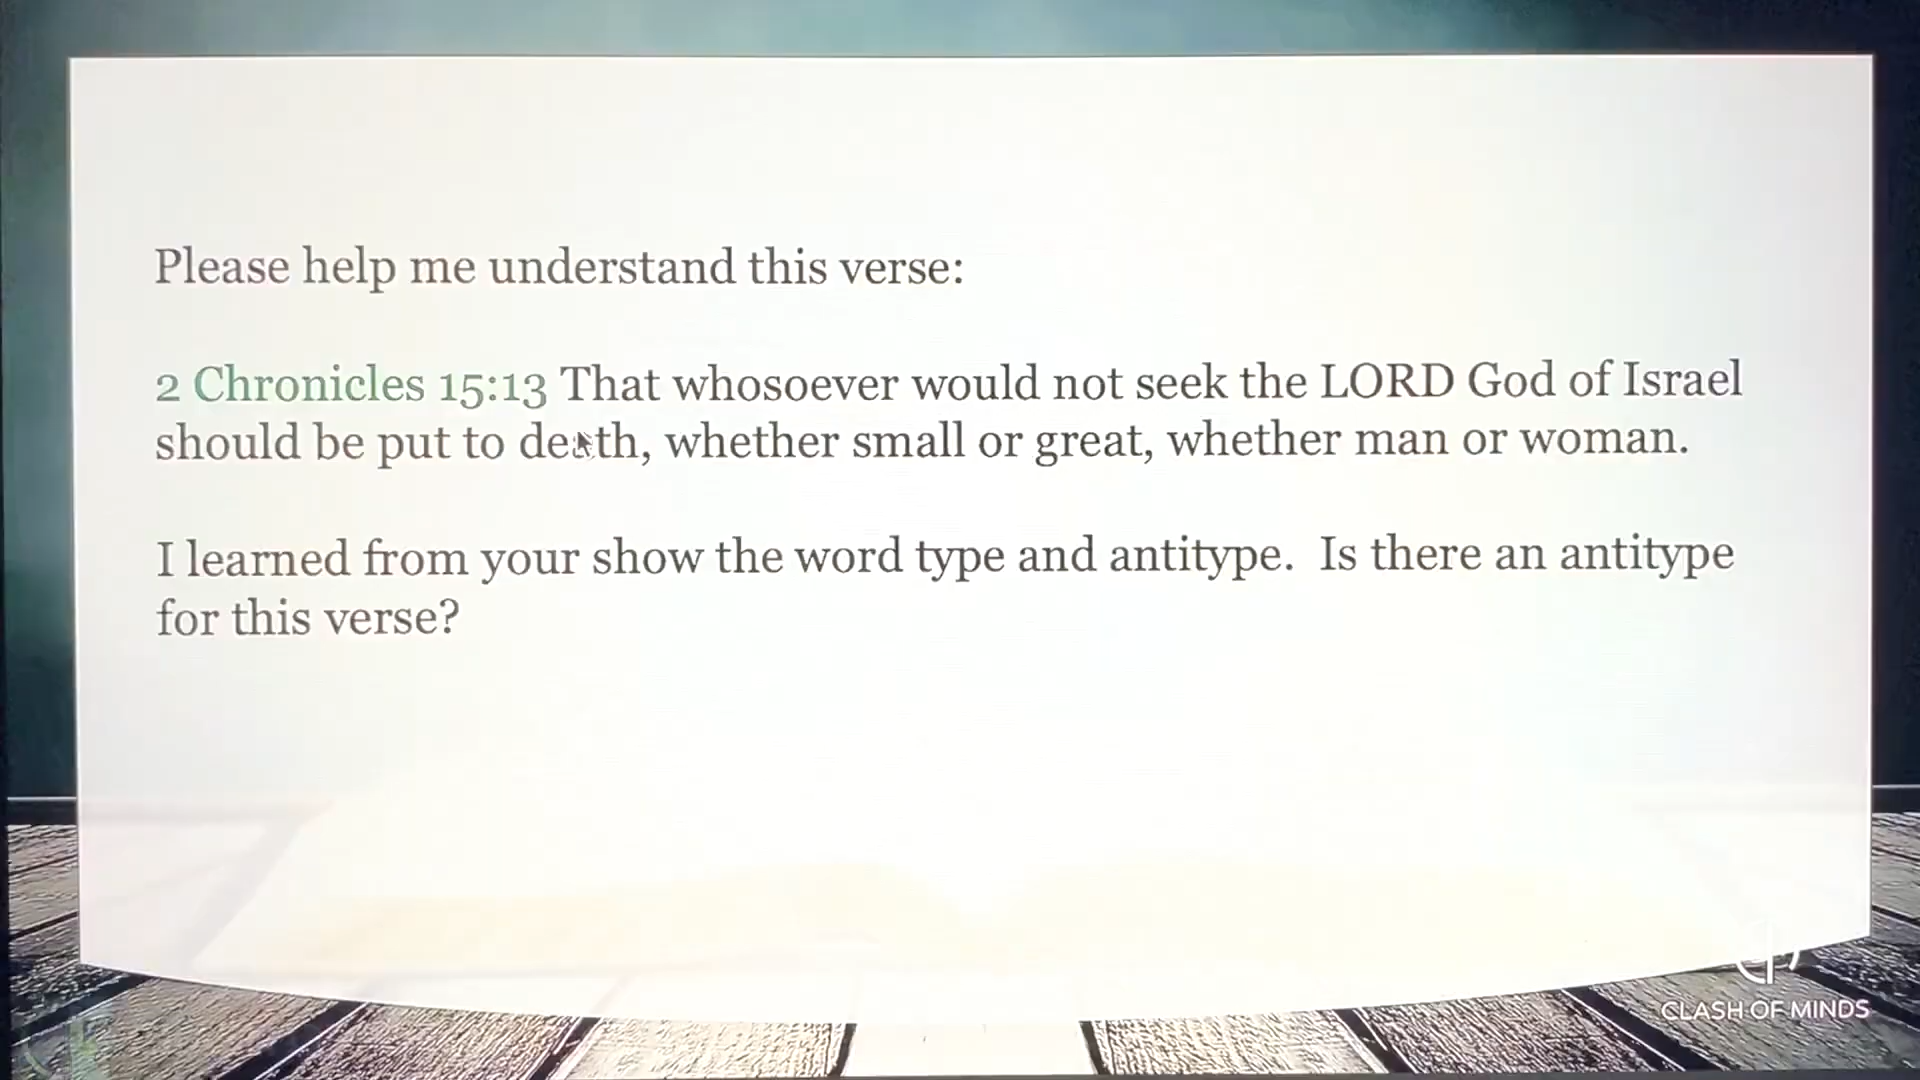 Please help me understand this verse:
2 Chronicles 15:13 That whosoever would not seek the LORD God of Israel
should be put to death, whether small or great, whether man or woman.
I learned from your show the word type and antitype. Is there an antitype
for this verse?
CLASH OF MINDS